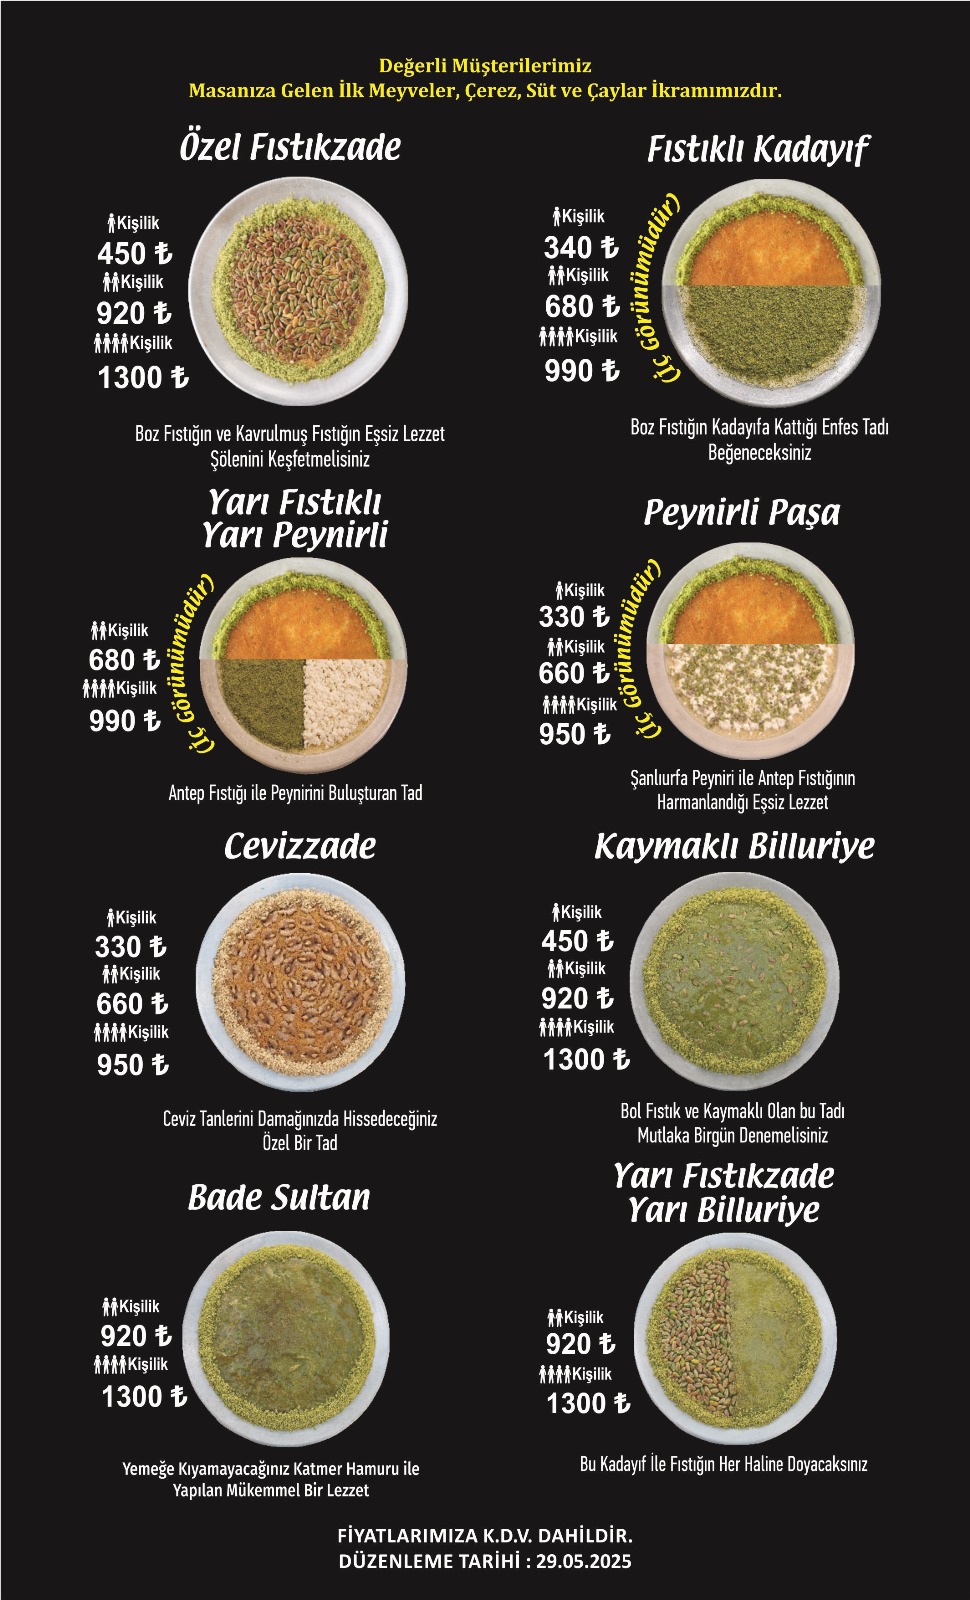 Değerli Müşterilerimiz
Masanıza Gelen İlk Meyveler, Çerez, Süt ve Çaylar İkramımızdır.
Özel Fıstıkzade
Kişilik
450 ₺
Kişilik
920 ₺
Kişilik
1300 ₺
Boz Fıstığın ve Kavrulmuş Fıstığın Eşsiz Lezzet
Şölenini Keşfetmelisiniz
Fıstıklı Kadayıf
Kişilik
340 ₺
Kişilik
680 ₺
Kişilik
990 ₺
(İç Görünümüdür)
Boz Fıstığın Kadayıfa Kattığı Enfes Tadı
Beğeneceksiniz
Yarı Fıstıklı
Yarı Peynirli
Kişilik
680 ₺
Kişilik
990 ₺
(İç Görünümüdür)
Antep Fıstığı ile Peynirini Buluşturan Tad
Peynirli Paşa
Kişilik
330 ₺
Kişilik
660 ₺
Kişilik
950 ₺
(İç Görünümüdür)
Şanlıurfa Peyniri ile Antep Fıstığının
Harmanlandığı Eşsiz Lezzet
Cevizzade
Kişilik
330 ₺
Kişilik
660 ₺
Kişilik
950 ₺
Ceviz Tanlerini Damağınızda Hissedeceğiniz
Özel Bir Tad
Kaymaklı Billuriye
Kişilik
450 ₺
Kişilik
920 ₺
Kişilik
1300 ₺
Bol Fıstık ve Kaymaklı Olan bu Tadı
Mutlaka Birgün Denemelisiniz
Bade Sultan
Kişilik
920 ₺
Kişilik
1300 ₺
Yemeğe Kıyamayacağınız Katmer Hamuru ile
Yapılan Mükemmel Bir Lezzet
Yarı Fıstıkzade
Yarı Billuriye
Kişilik
920 ₺
Kişilik
1300 ₺
Bu Kadayıf İle Fıstığın Her Haline Doyacaksınız
FİYATLARIMIZA K.D.V. DAHİLDİR.
DÜZENLEME TARİHİ : 29.05.2025